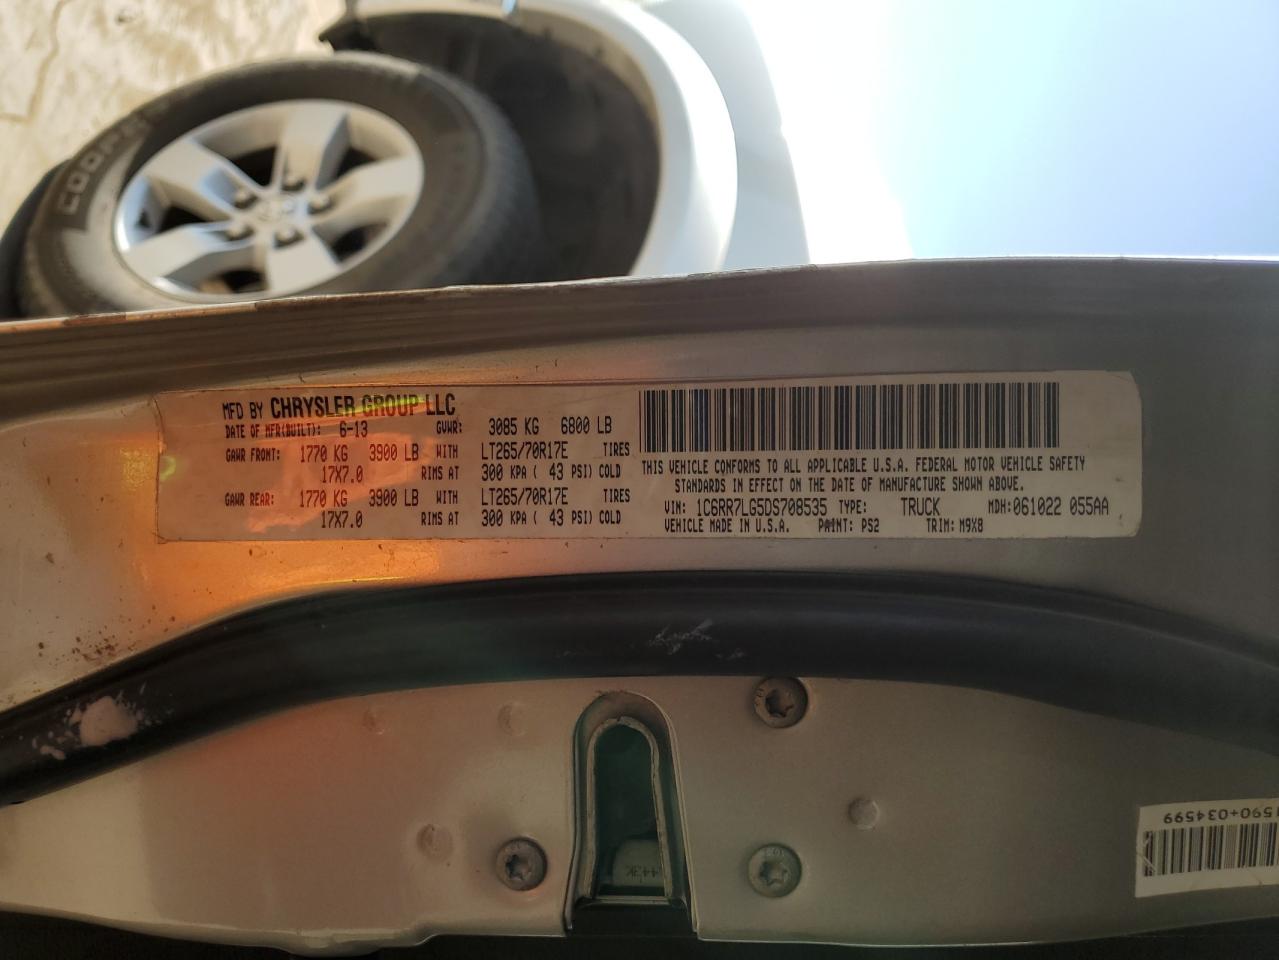 COOPER
MFD BY CHRYSLER GROUP LLC
DATE OF MFR(BUILT): 6-13 GVWR: 3085 KG 6800 LB
GAWR FRONT: 1770 KG 3900 LB WITH LT265/70R17E TIRES
17X7.0 RIMS AT 300 KPA ( 43 PSI) COLD
GAWR REAR: 1770 KG 3900 LB WITH LT265/70R17E TIRES
17X7.0 RIMS AT 300 KPA ( 43 PSI) COLD
THIS VEHICLE CONFORMS TO ALL APPLICABLE U.S.A. FEDERAL MOTOR VEHICLE SAFETY
STANDARDS IN EFFECT ON THE DATE OF MANUFACTURE SHOWN ABOVE.
VIN: 1C6RR7LG5DS708535 TYPE: TRUCK MDH: 061022 055AA
VEHICLE MADE IN U.S.A. PAINT: PS2 TRIM: M9X8
590+034599